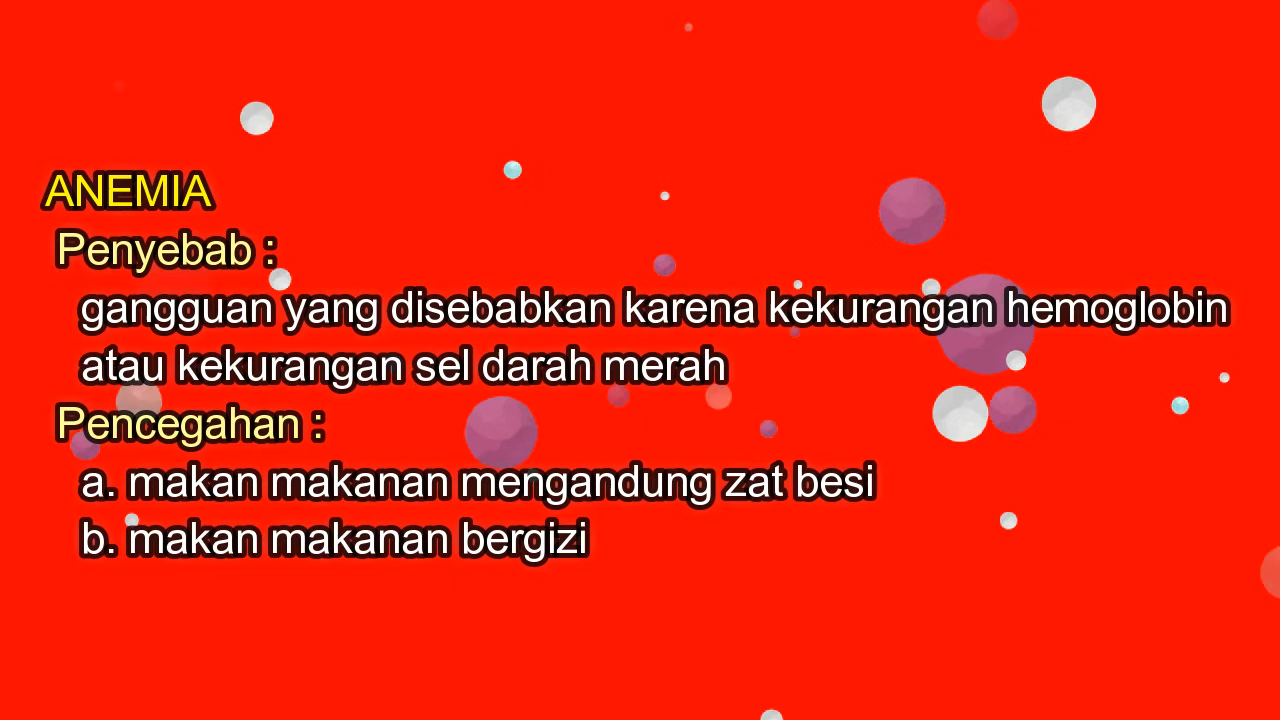 ANEMIA
Penyebab :
gangguan yang disebabkan karena kekurangan hemoglobin
atau kekurangan sel darah merah
Pencegahan :
a. makan makanan mengandung zat besi
b. makan makanan bergizi